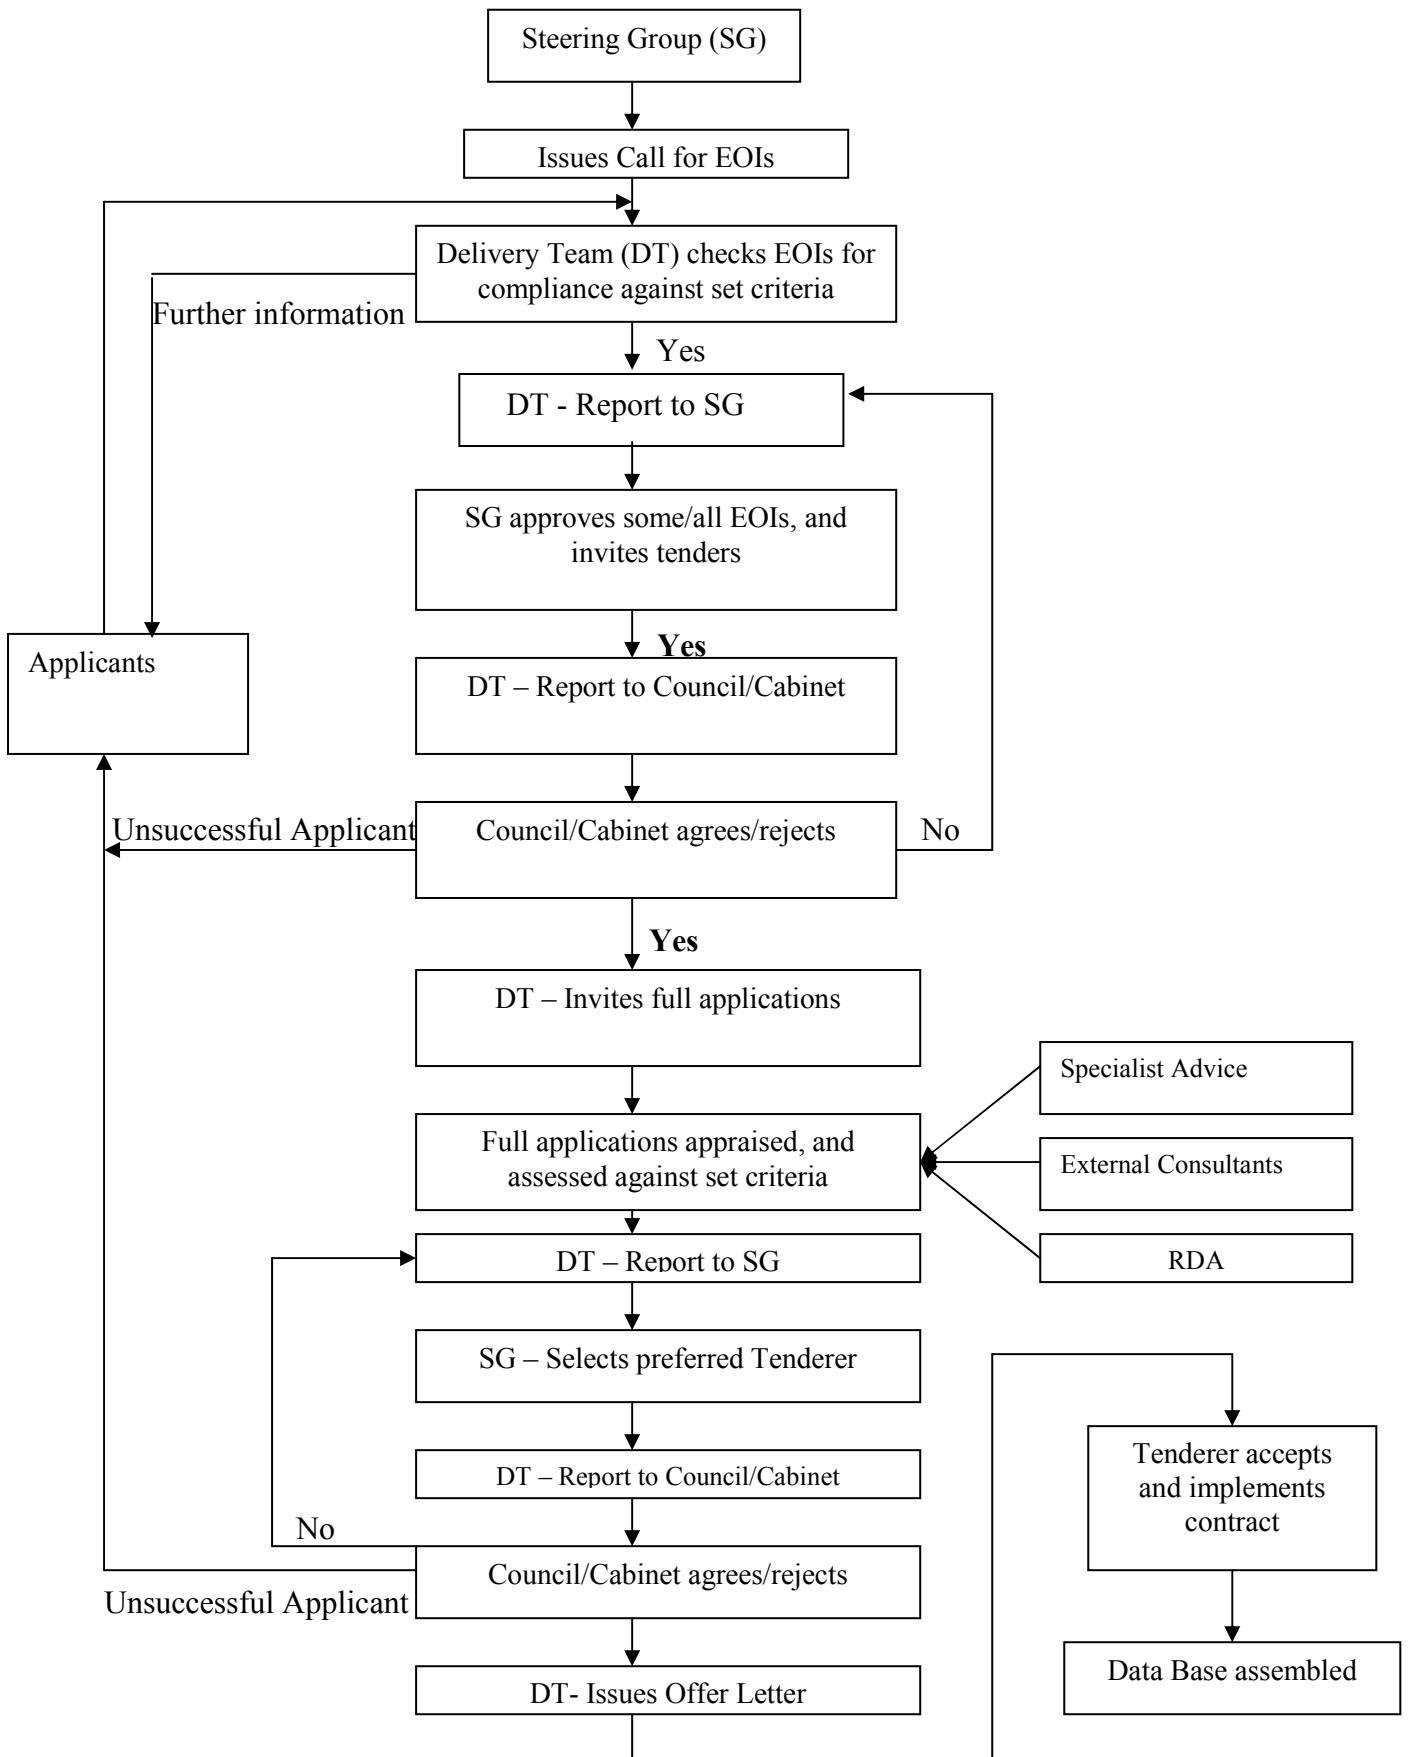 Steering Group (SG)
Issues Call for EOIs
Delivery Team (DT) checks EOIs for
compliance against set criteria
Further information
Yes
DT - Report to SG
SG approves some/all EOIs, and
invites tenders
Yes
Applicants
DT – Report to Council/Cabinet
Unsuccessful Applicant
Council/Cabinet agrees/rejects
No
Yes
DT – Invites full applications
Specialist Advice
Full applications appraised, and
assessed against set criteria
External Consultants
DT – Report to SG
RDA
SG – Selects preferred Tenderer
Tenderer accepts
and implements
contract
DT – Report to Council/Cabinet
No
Council/Cabinet agrees/rejects
Unsuccessful Applicant
Data Base assembled
DT- Issues Offer Letter